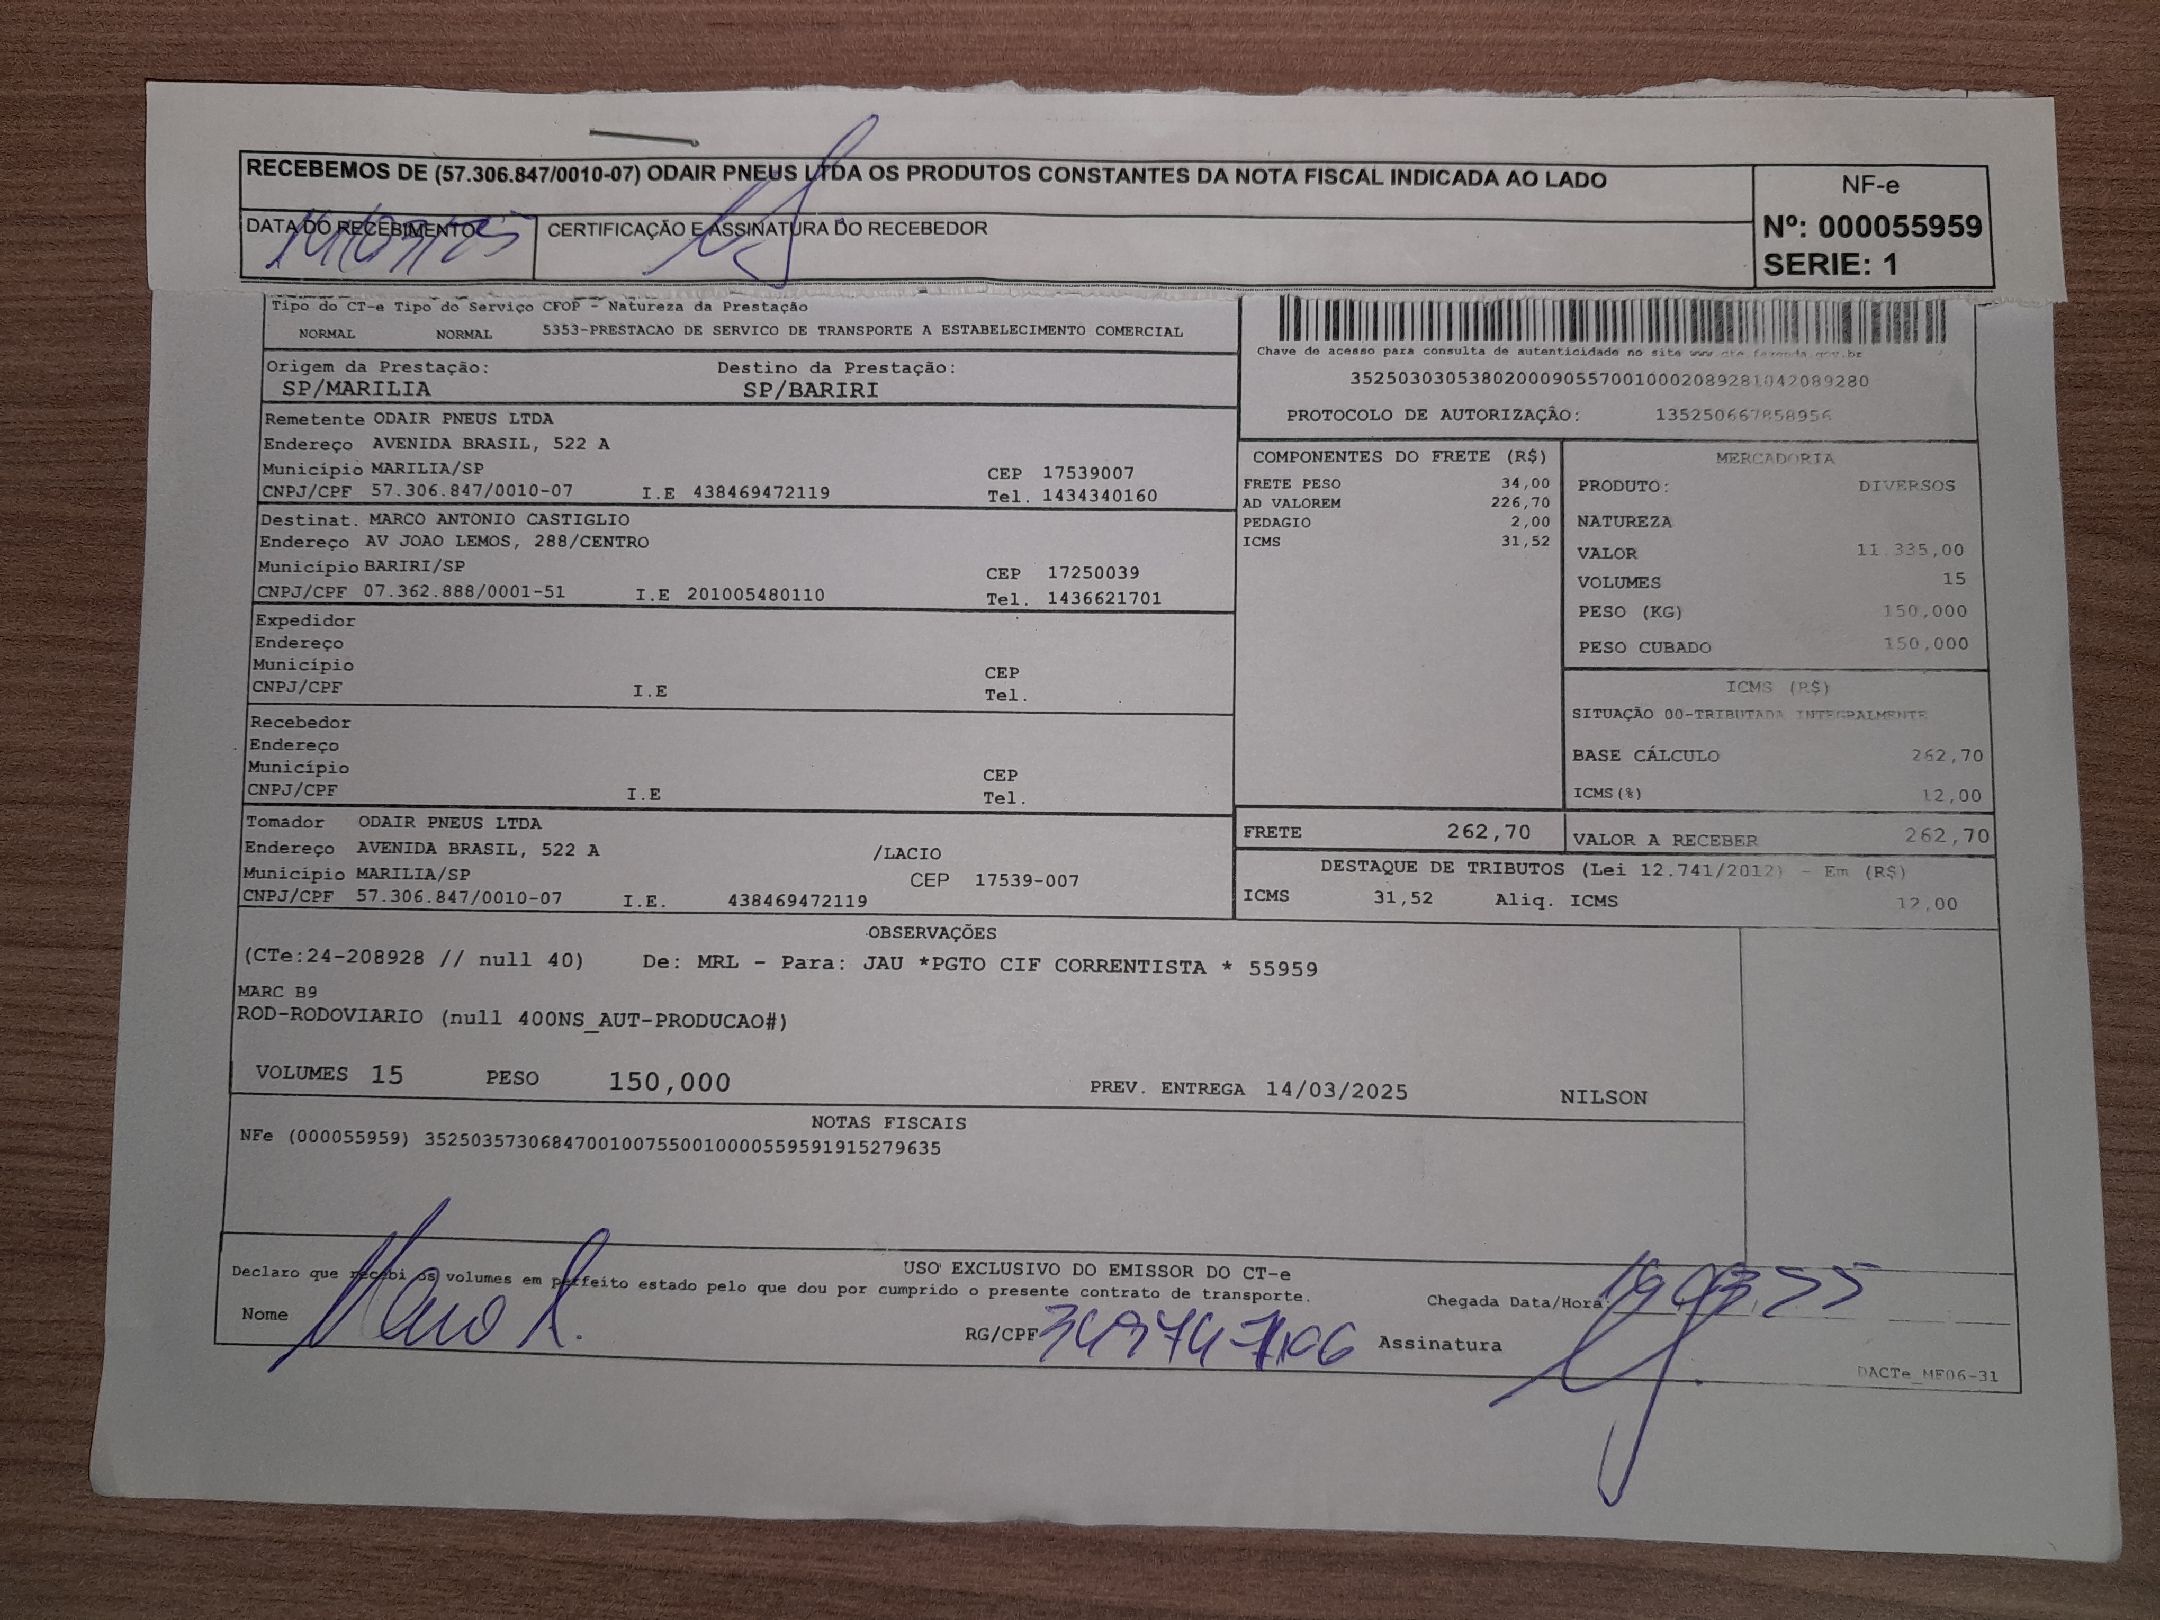 RECEBEMOS DE (57.306.847/0010-07) ODAIR PNEUS LTDA OS PRODUTOS CONSTANTES DA NOTA FISCAL INDICADA AO LADO
NF-e
Nº: 000055959
SERIE: 1
DATA DO RECEBIMENTO
CERTIFICAÇÃO E ASSINATURA DO RECEBEDOR
Tipo do CT-e Tipo do Serviço CFOP - Natureza da Prestação
NORMAL NORMAL 5353-PRESTACAO DE SERVICO DE TRANSPORTE A ESTABELECIMENTO COMERCIAL
Chave de acesso para consulta de autenticidade no site www.cte.fazenda.gov.br
35250303053802000905570010002089281042089280
PROTOCOLO DE AUTORIZAÇÃO: 135250667858956
Origem da Prestação: Destino da Prestação:
SP/MARILIA SP/BARIRI
Remetente ODAIR PNEUS LTDA
Endereço AVENIDA BRASIL, 522 A
Município MARILIA/SP CEP 17539007
CNPJ/CPF 57.306.847/0010-07 I.E 438469472119 Tel. 1434340160
Destinat. MARCO ANTONIO CASTIGLIO
Endereço AV JOAO LEMOS, 288/CENTRO
Município BARIRI/SP CEP 17250039
CNPJ/CPF 07.362.888/0001-51 I.E 201005480110 Tel. 1436621701
Expedidor
Endereço
Município CEP
CNPJ/CPF I.E Tel.
Recebedor
Endereço
Município CEP
CNPJ/CPF I.E Tel.
Tomador ODAIR PNEUS LTDA
Endereço AVENIDA BRASIL, 522 A /LACIO
Município MARILIA/SP CEP 17539-007
CNPJ/CPF 57.306.847/0010-07 I.E. 438469472119
COMPONENTES DO FRETE (R$)
FRETE PESO 34,00
AD VALOREM 226,70
PEDAGIO 2,00
ICMS 31,52
MERCADORIA
PRODUTO: DIVERSOS
NATUREZA
VALOR 11.335,00
VOLUMES 15
PESO (KG) 150,000
PESO CUBADO 150,000
ICMS (R$)
SITUAÇÃO 00-TRIBUTADA INTEGRALMENTE
BASE CÁLCULO 262,70
ICMS(%) 12,00
FRETE 262,70
VALOR A RECEBER 262,70
DESTAQUE DE TRIBUTOS (Lei 12.741/2012) - Em (R$)
ICMS 31,52 Aliq. ICMS 12,00
OBSERVAÇÕES
(CTe:24-208928 // null 40) De: MRL - Para: JAU *PGTO CIF CORRENTISTA * 55959
MARC B9
ROD-RODOVIARIO (null 400NS_AUT-PRODUCAO#)
VOLUMES 15 PESO 150,000 PREV. ENTREGA 14/03/2025 NILSON
NOTAS FISCAIS
NFe (000055959) 35250357306847001007550010000559591915279635
USO EXCLUSIVO DO EMISSOR DO CT-e
Declaro que recebi os volumes em perfeito estado pelo que dou por cumprido o presente contrato de transporte.
Chegada Data/Hora:
Nome RG/CPF Assinatura
DACTe_MF06-31